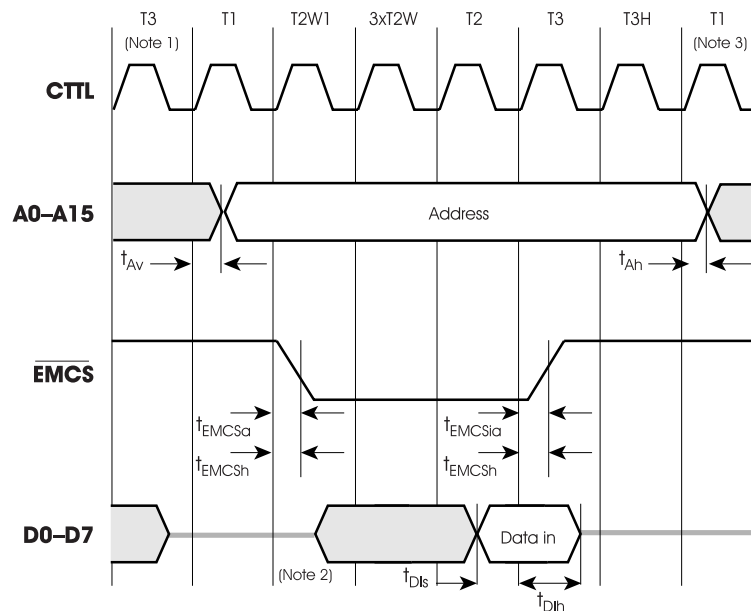 T3 T1 T2W1 3xT2W T2 T3 T3H T1
(Note 1) (Note 3)
CTTL
A0–A15 Address
tAv tAh
EMCS
tEMCSa tEMCSia
tEMCSh tEMCSh
D0–D7 Data in
(Note 2) tDIs
tDIh